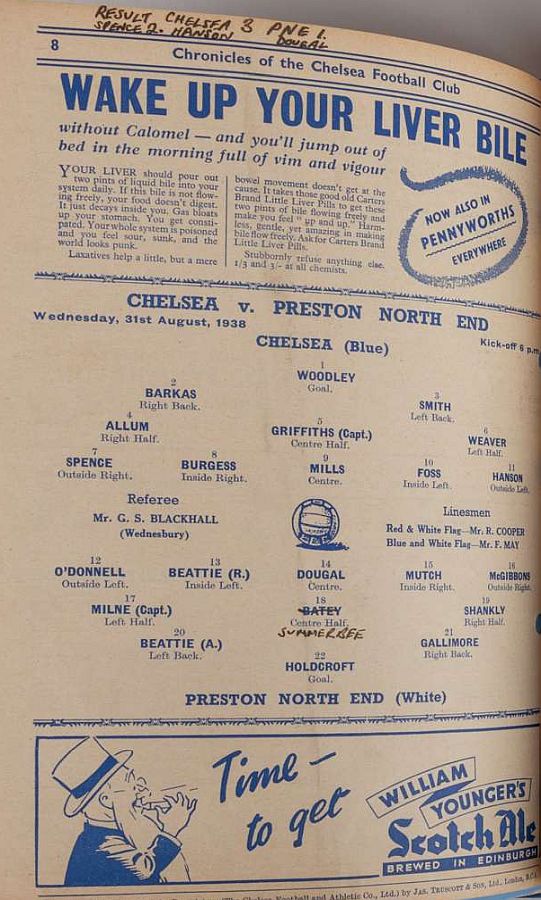 RESULT CHELSEA 3 PNE 1.
SPENCE 2. HANSON DOUGAL
8
Chronicles of the Chelsea Football Club
WAKE UP YOUR LIVER BILE
without Calomel — and you'll jump out of
bed in the morning full of vim and vigour
YOUR LIVER should pour out
two pints of liquid bile into your
system daily. If this bile is not flow-
ing freely, your food doesn't digest.
It just decays inside you. Gas bloats
up your stomach. You get consti-
pated. Your whole system is poisoned
and you feel sour, sunk, and the
world looks punk.
Laxatives help a little, but a mere
bowel movement doesn't get at the
cause. It takes those good old Carters
Brand Little Liver Pills to get these
two pints of bile flowing freely and
make you feel "up and up." Harm-
less, gentle, yet amazing in making
bile flow freely. Ask for Carters Brand
Little Liver Pills.
Stubbornly refuse anything else.
1/3 and 3/- at all chemists.
NOW ALSO IN
PENNYWORTHS
EVERYWHERE
CHELSEA v. PRESTON NORTH END
Wednesday, 31st August, 1938
Kick-off 6 p.m.
CHELSEA (Blue)
1
WOODLEY
Goal.
2
BARKAS
Right Back.
3
SMITH
Left Back.
4
ALLUM
Right Half.
5
GRIFFITHS (Capt.)
Centre Half.
6
WEAVER
Left Half.
7
SPENCE
Outside Right.
8
BURGESS
Inside Right.
9
MILLS
Centre.
10
FOSS
Inside Left.
11
HANSON
Outside Left.
Referee
Mr. G. S. BLACKHALL
(Wednesbury)
Linesmen
Red & White Flag—Mr. R. COOPER
Blue and White Flag—Mr. F. MAY
12
O'DONNELL
Outside Left.
13
BEATTIE (R.)
Inside Left.
14
DOUGAL
Centre.
15
MUTCH
Inside Right.
16
McGIBBONS
Outside Right.
17
MILNE (Capt.)
Left Half.
18
BATEY
Centre Half.
SUMMERBEE
19
SHANKLY
Right Half.
20
BEATTIE (A.)
Left Back.
21
GALLIMORE
Right Back.
22
HOLDCROFT
Goal.
PRESTON NORTH END (White)
Time —
to get
WILLIAM
YOUNGER'S
Scotch Ale
BREWED IN EDINBURGH
Chelsea Football and Athletic Co., Ltd.) by JAS. TRUSCOTT & SON, Ltd., London, E.C.4